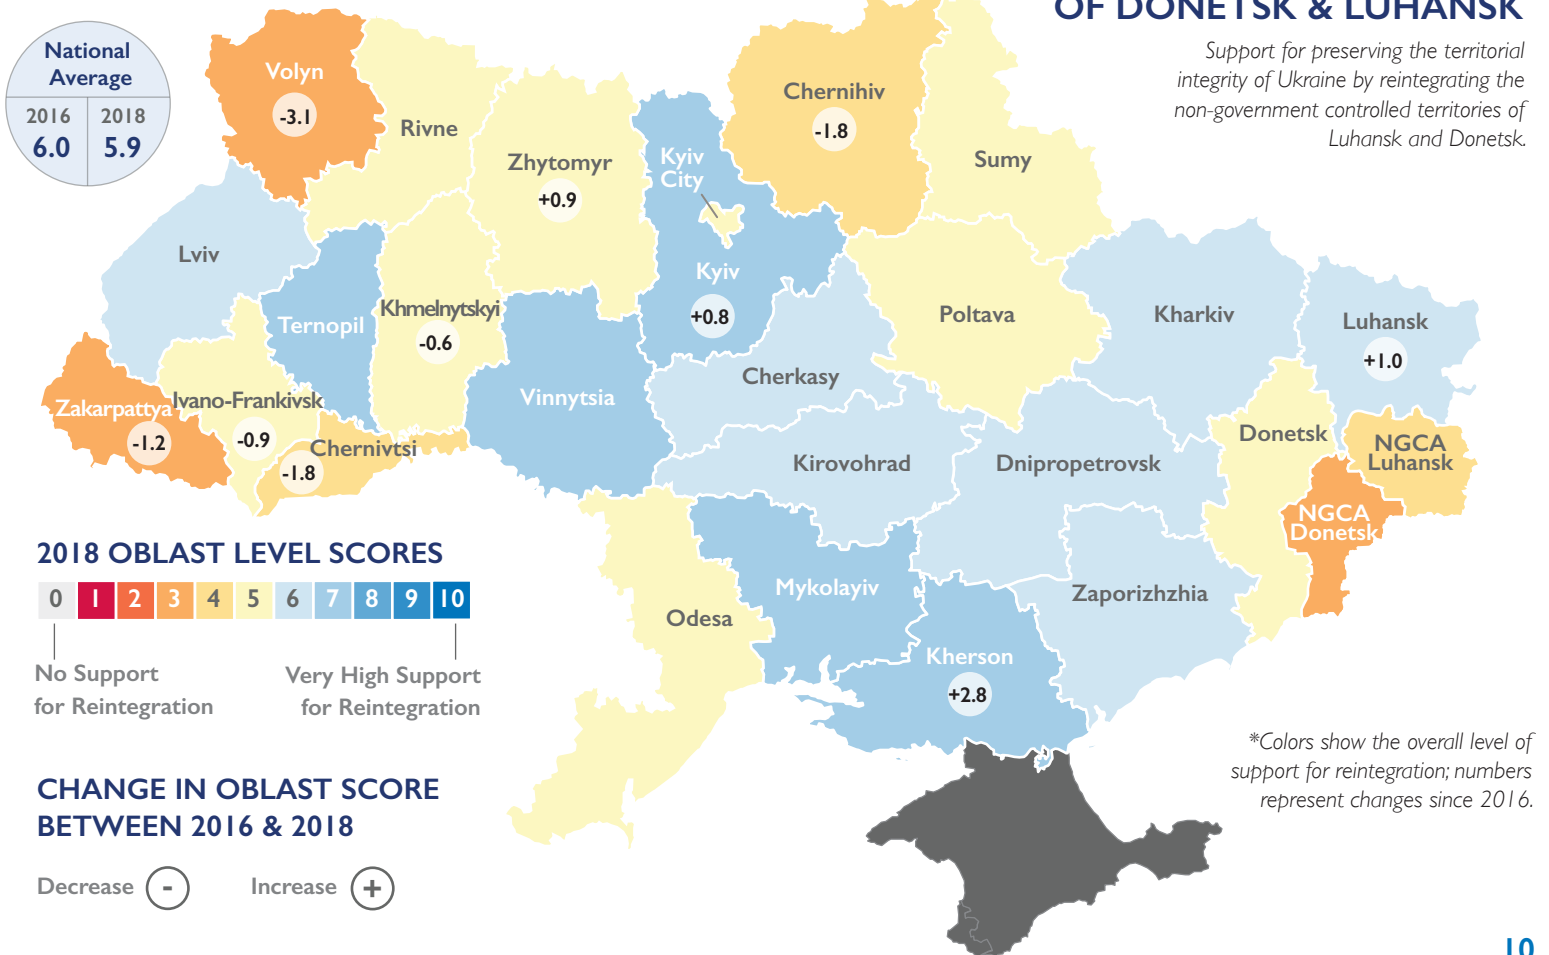 OF DONETSK & LUHANSK
Support for preserving the territorial
integrity of Ukraine by reintegrating the
non-government controlled territories of
Luhansk and Donetsk.
National
Average
2016 2018
6.0 5.9
Volyn
-3.1
Rivne
Zhytomyr
+0.9
Kyiv
City
Chernihiv
-1.8
Sumy
Lviv
Ternopil
Khmelnytskyi
-0.6
Kyiv
+0.8
Poltava
Kharkiv
Luhansk
+1.0
Cherkasy
Vinnytsia
Zakarpattya
-1.2
Ivano-Frankivsk
-0.9
Chernivtsi
-1.8
Kirovohrad
Dnipropetrovsk
Donetsk
NGCA
Luhansk
NGCA
Donetsk
Mykolayiv
Zaporizhzhia
Odesa
Kherson
+2.8
2018 OBLAST LEVEL SCORES
0 1 2 3 4 5 6 7 8 9 10
No Support
for Reintegration
Very High Support
for Reintegration
CHANGE IN OBLAST SCORE
BETWEEN 2016 & 2018
Decrease - Increase +
*Colors show the overall level of
support for reintegration; numbers
represent changes since 2016.
10